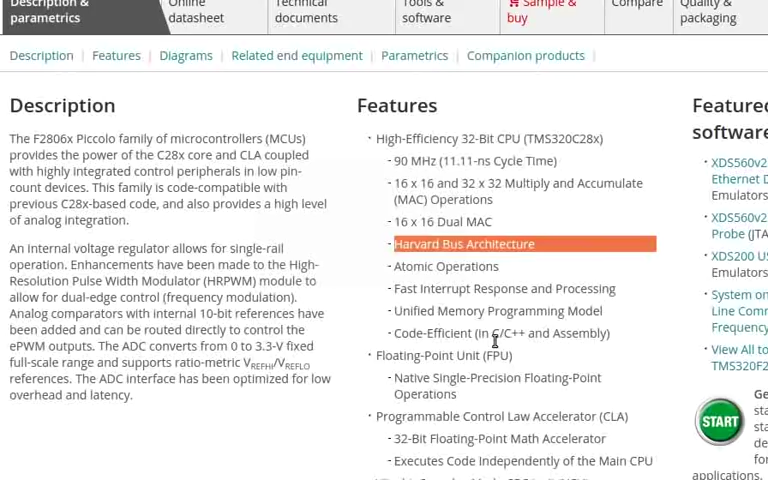 Description & parametrics
Online datasheet
Technical documents
Tools & software
Sample & buy
Compare
Quality & packaging
Description
Features
Diagrams
Related end equipment
Parametrics
Companion products
Description
The F2806x Piccolo family of microcontrollers (MCUs)
provides the power of the C28x core and CLA coupled
with highly integrated control peripherals in low pin-
count devices. This family is code-compatible with
previous C28x-based code, and also provides a high level
of analog integration.
An internal voltage regulator allows for single-rail
operation. Enhancements have been made to the High-
Resolution Pulse Width Modulator (HRPWM) module to
allow for dual-edge control (frequency modulation).
Analog comparators with internal 10-bit references have
been added and can be routed directly to control the
ePWM outputs. The ADC converts from 0 to 3.3-V fixed
full-scale range and supports ratio-metric VREFHI/VREFLO
references. The ADC interface has been optimized for low
overhead and latency.
Features
· High-Efficiency 32-Bit CPU (TMS320C28x)
- 90 MHz (11.11-ns Cycle Time)
- 16 x 16 and 32 x 32 Multiply and Accumulate
(MAC) Operations
- 16 x 16 Dual MAC
- Harvard Bus Architecture
- Atomic Operations
- Fast Interrupt Response and Processing
- Unified Memory Programming Model
- Code-Efficient (in C/C++ and Assembly)
· Floating-Point Unit (FPU)
- Native Single-Precision Floating-Point
Operations
· Programmable Control Law Accelerator (CLA)
- 32-Bit Floating-Point Math Accelerator
- Executes Code Independently of the Main CPU
Featured
software
· XDS560v2
Ethernet D
Emulators
· XDS560v2
Probe (JTA
· XDS200 US
Emulators
· System on
Line Comm
Frequency
· View All to
TMS320F2
START
Ge
sta
sta
de
for
applications.